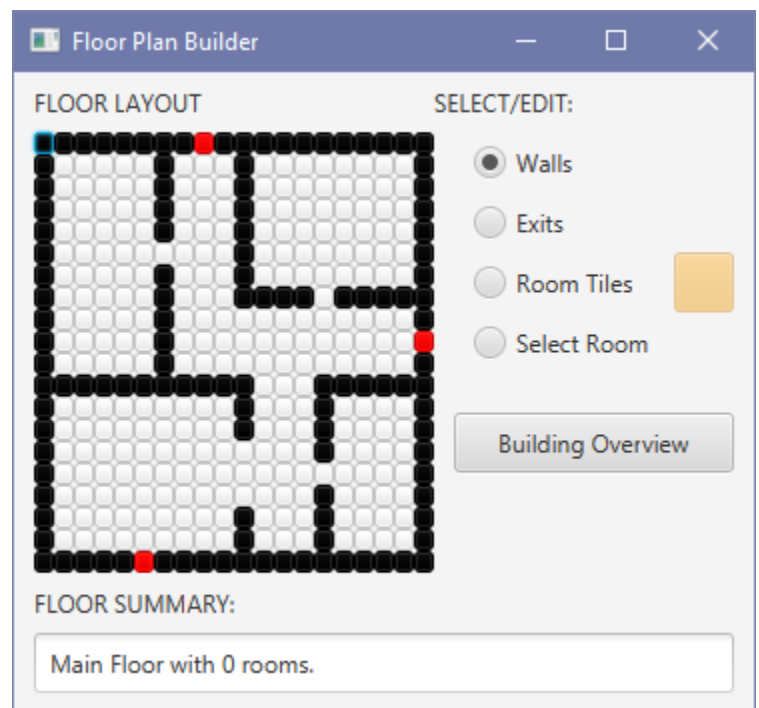 Floor Plan Builder
FLOOR LAYOUT
SELECT/EDIT:
Walls
Exits
Room Tiles
Select Room
Building Overview
FLOOR SUMMARY:
Main Floor with 0 rooms.